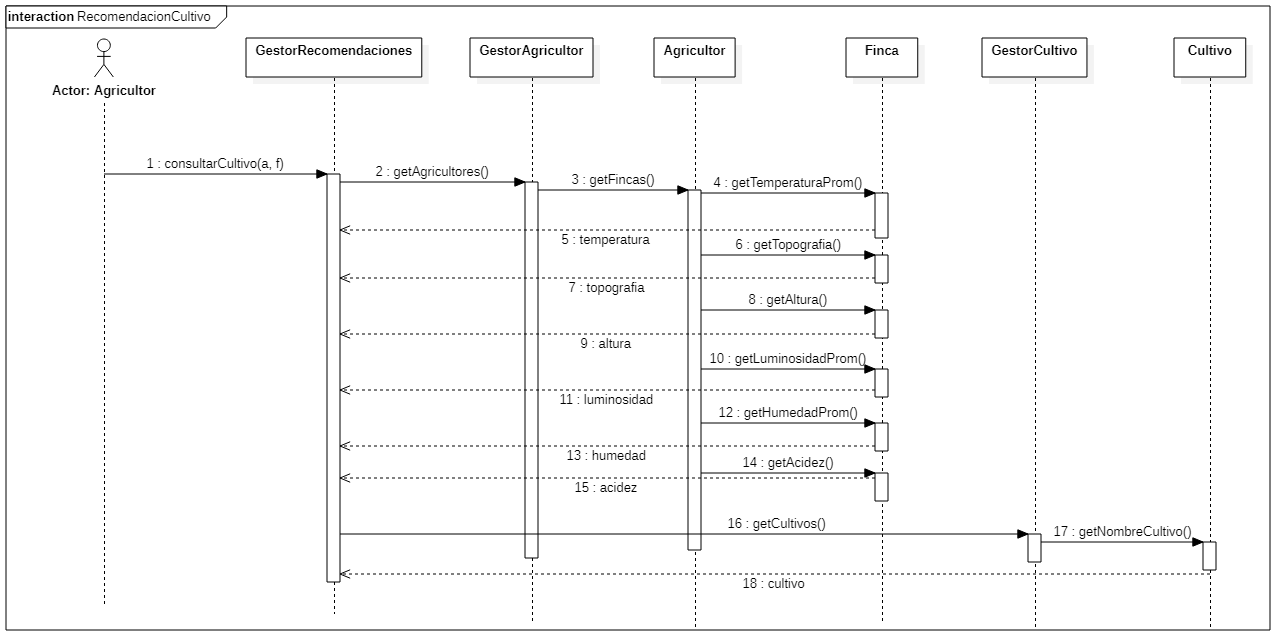 interaction RecomendacionCultivo
Actor: Agricultor
GestorRecomendaciones
GestorAgricultor
Agricultor
Finca
GestorCultivo
Cultivo
1 : consultarCultivo(a, f)
2 : getAgricultores()
3 : getFincas()
4 : getTemperaturaProm()
5 : temperatura
6 : getTopografia()
7 : topografia
8 : getAltura()
9 : altura
10 : getLuminosidadProm()
11 : luminosidad
12 : getHumedadProm()
13 : humedad
14 : getAcidez()
15 : acidez
16 : getCultivos()
17 : getNombreCultivo()
18 : cultivo